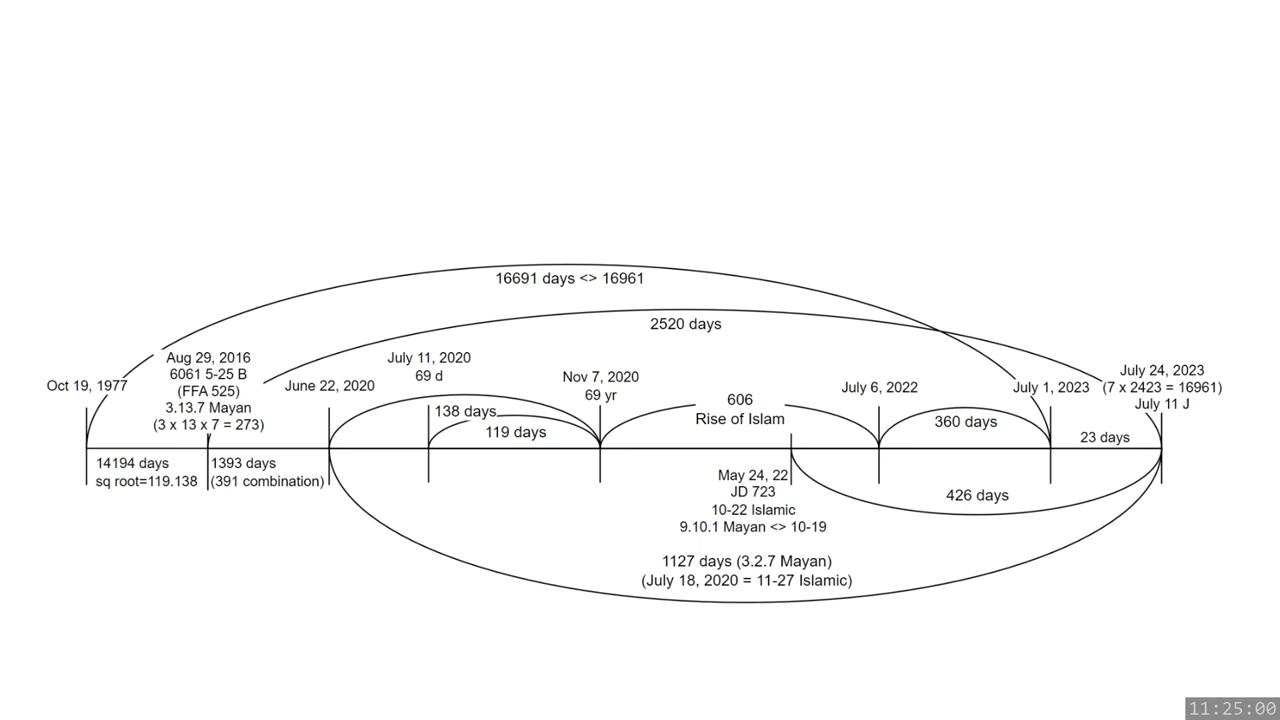 16691 days <> 16961
2520 days
Oct 19, 1977
Aug 29, 2016
6061 5-25 B
(FFA 525)
3.13.7 Mayan
(3 x 13 x 7 = 273)
June 22, 2020
July 11, 2020
69 d
Nov 7, 2020
69 yr
July 6, 2022
July 1, 2023
July 24, 2023
(7 x 2423 = 16961)
July 11 J
138 days
119 days
606
Rise of Islam
360 days
23 days
14194 days
sq root=119.138
1393 days
(391 combination)
May 24, 22
JD 723
10-22 Islamic
9.10.1 Mayan <> 10-19
426 days
1127 days (3.2.7 Mayan)
(July 18, 2020 = 11-27 Islamic)
11:25:00